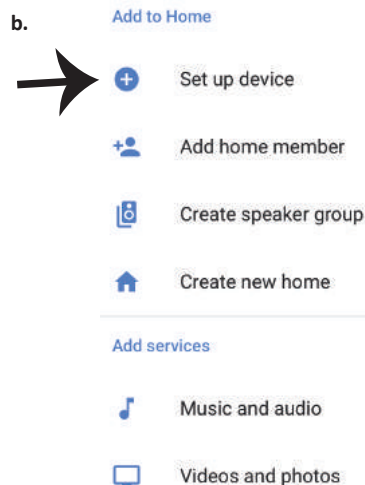 b.
Add to Home
Set up device
Add home member
Create speaker group
Create new home
Add services
Music and audio
Videos and photos